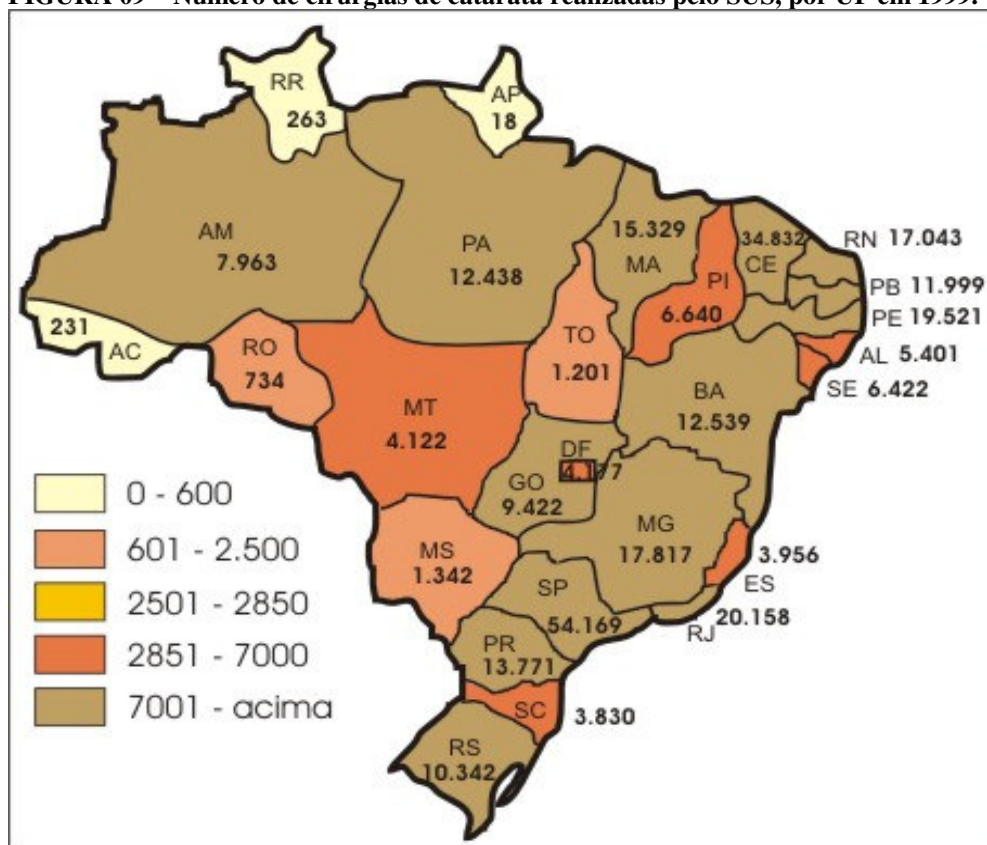 FIGURA 09 – Número de cirurgias de catarata realizadas pelo SUS, por UF em 1999.
RR
263
AP
18
AM
7.963
PA
12.438
15.329
MA
PI
6.640
34.832
CE
RN 17.043
PB 11.999
PE 19.521
AL 5.401
SE 6.422
231
AC
RO
734
TO
1.201
MT
4.122
BA
12.539
DF
4.177
GO
9.422
MG
17.817
MS
1.342
3.956
ES
SP
54.169
20.158
RJ
PR
13.771
SC
3.830
RS
10.342
0 - 600
601 - 2.500
2501 - 2850
2851 - 7000
7001 - acima